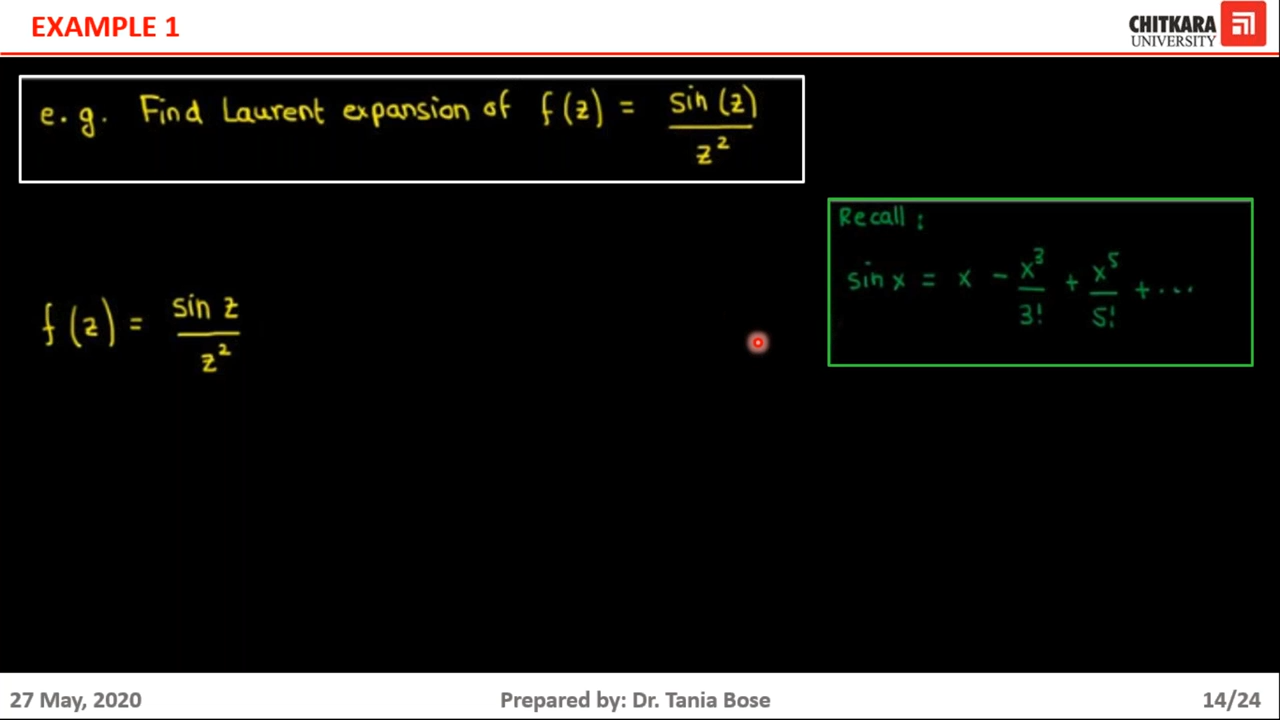 EXAMPLE 1
CHITKARA
UNIVERSITY
e.g. Find Laurent expansion of f(z) = sin(z)/z²
Recall:
sin x = x - x³/3! + x⁵/5! + ...
f(z) = sin z/z²
27 May, 2020
Prepared by: Dr. Tania Bose
14/24